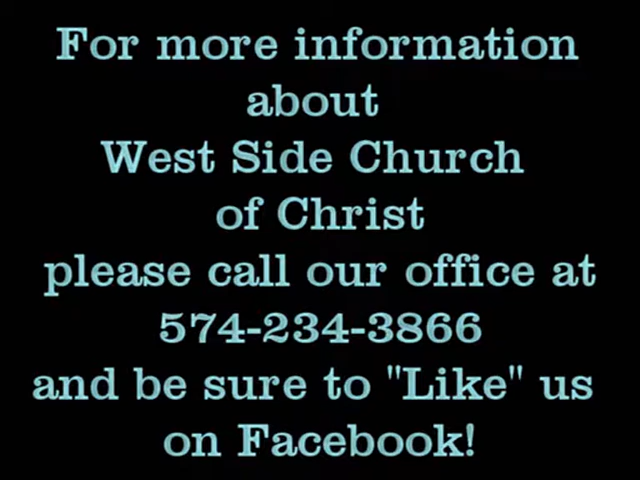 For more information
about
West Side Church
of Christ
please call our office at
574-234-3866
and be sure to "Like" us
on Facebook!